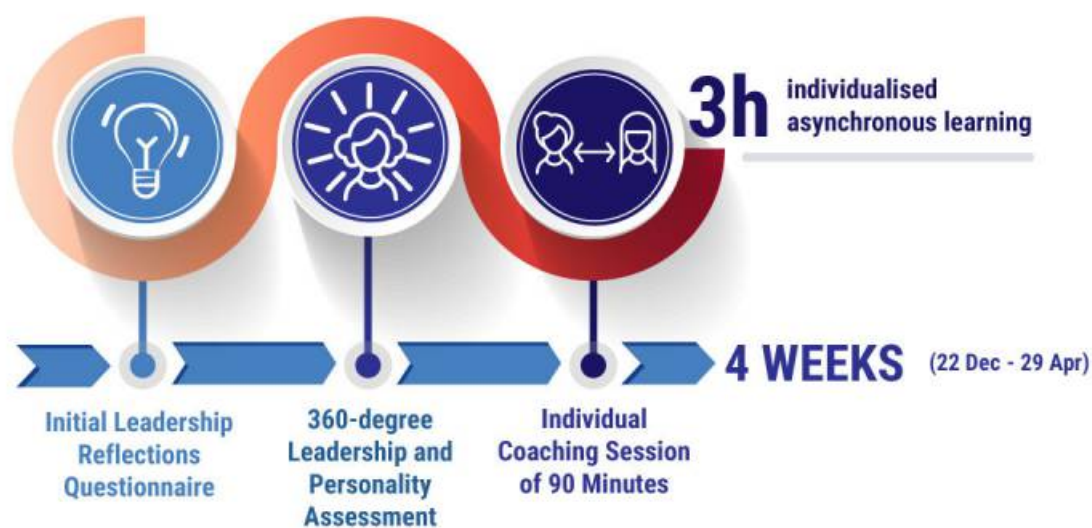 3h
individualised
asynchronous learning
4 WEEKS
(22 Dec - 29 Apr)
Initial Leadership
Reflections
Questionnaire
360-degree
Leadership and
Personality
Assessment
Individual
Coaching Session
of 90 Minutes